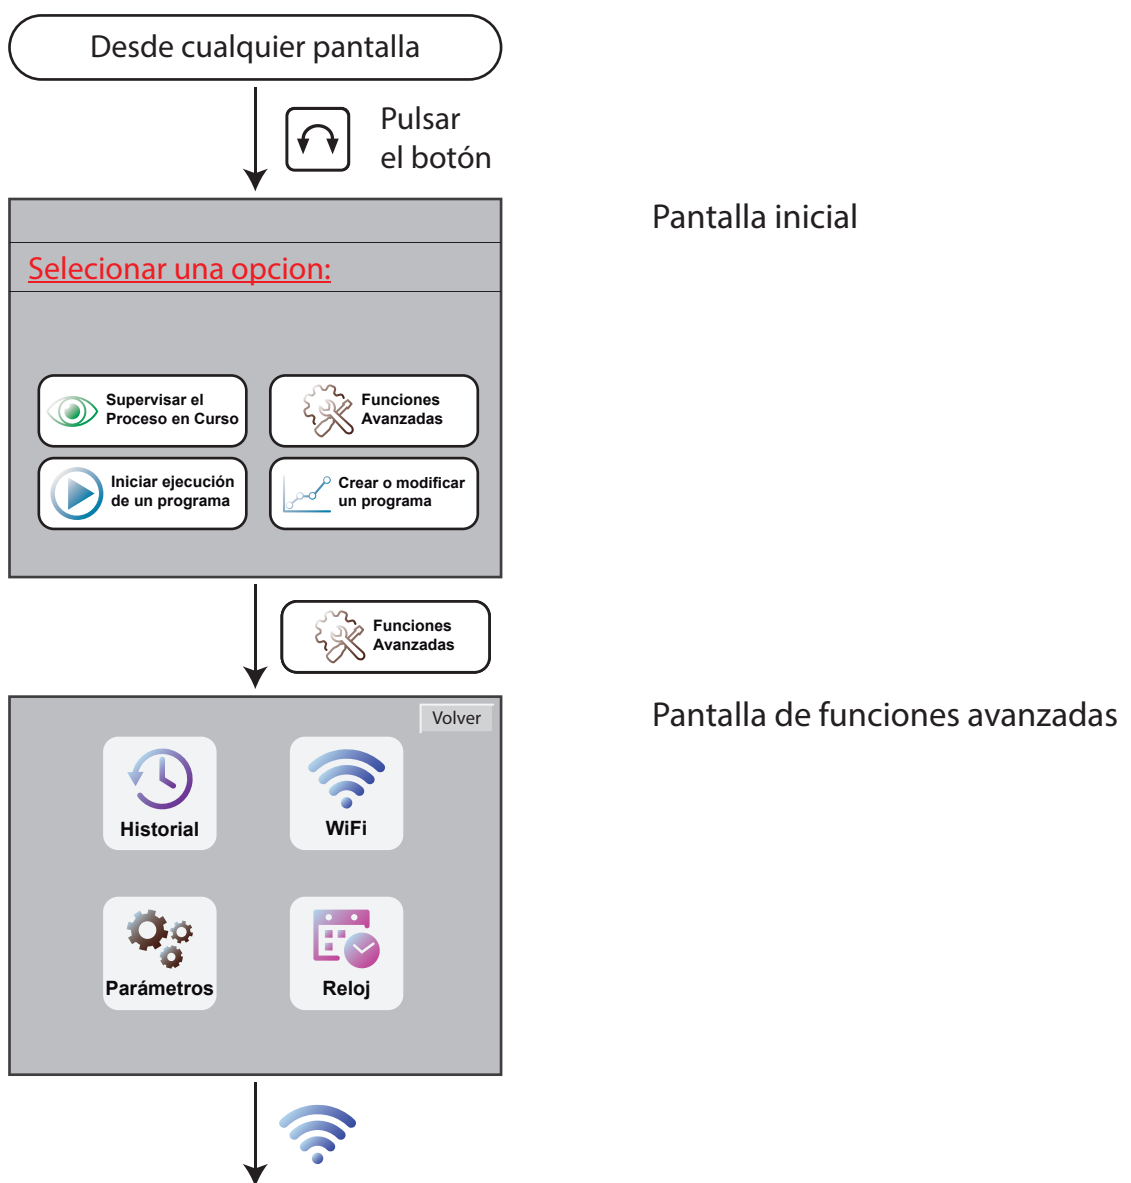 Desde cualquier pantalla
Pulsar
el botón
Pantalla inicial
Selecionar una opcion:
Supervisar el
Proceso en Curso
Funciones
Avanzadas
Iniciar ejecución
de un programa
Crear o modificar
un programa
Funciones
Avanzadas
Pantalla de funciones avanzadas
Volver
Historial
WiFi
Parámetros
Reloj